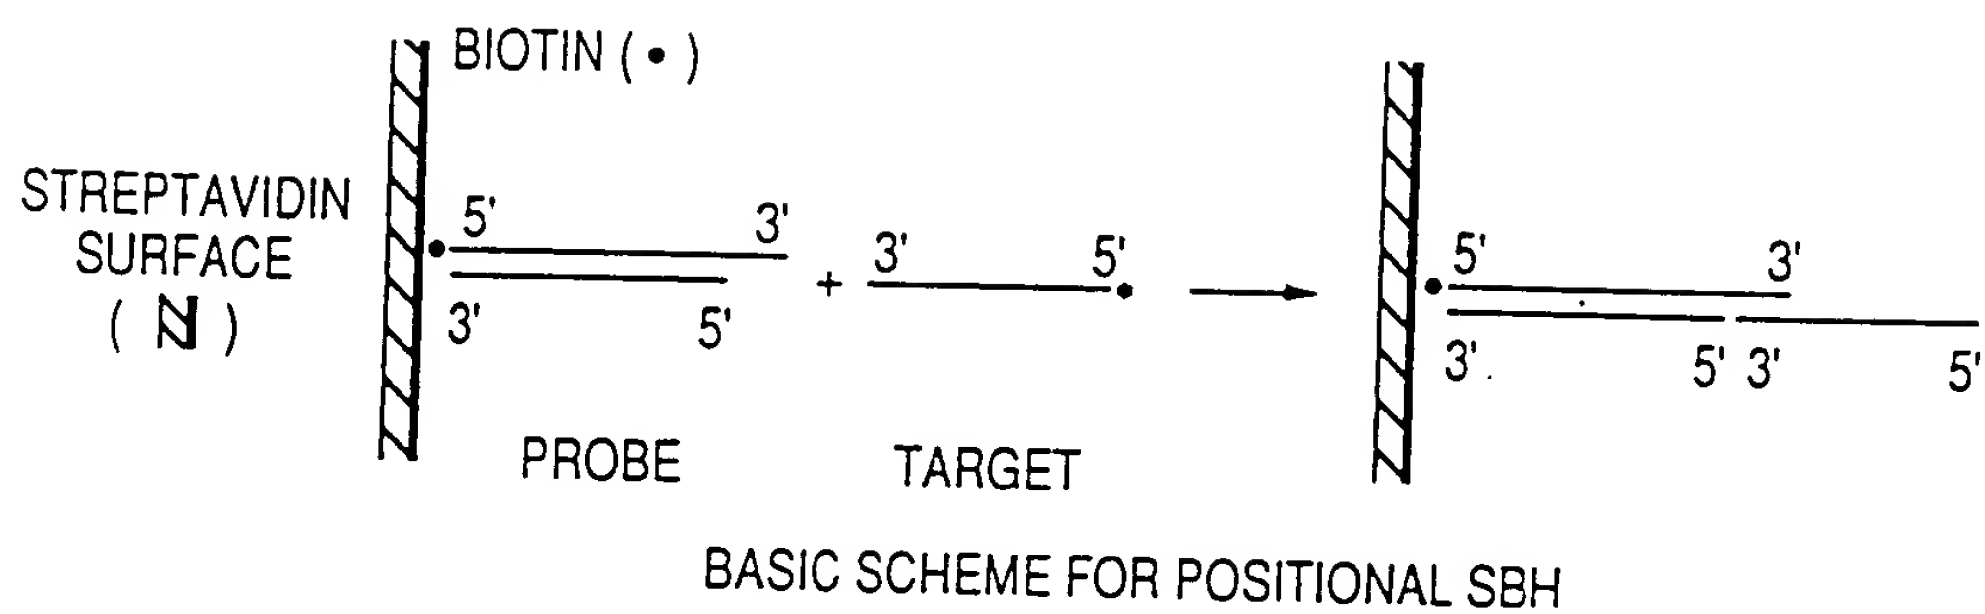 BIOTIN ( • )
STREPTAVIDIN
SURFACE
( )
5'
3'
3'
5'
+
3'
5'
5'
3'
3'
5' 3'
5'
PROBE
TARGET
BASIC SCHEME FOR POSITIONAL SBH